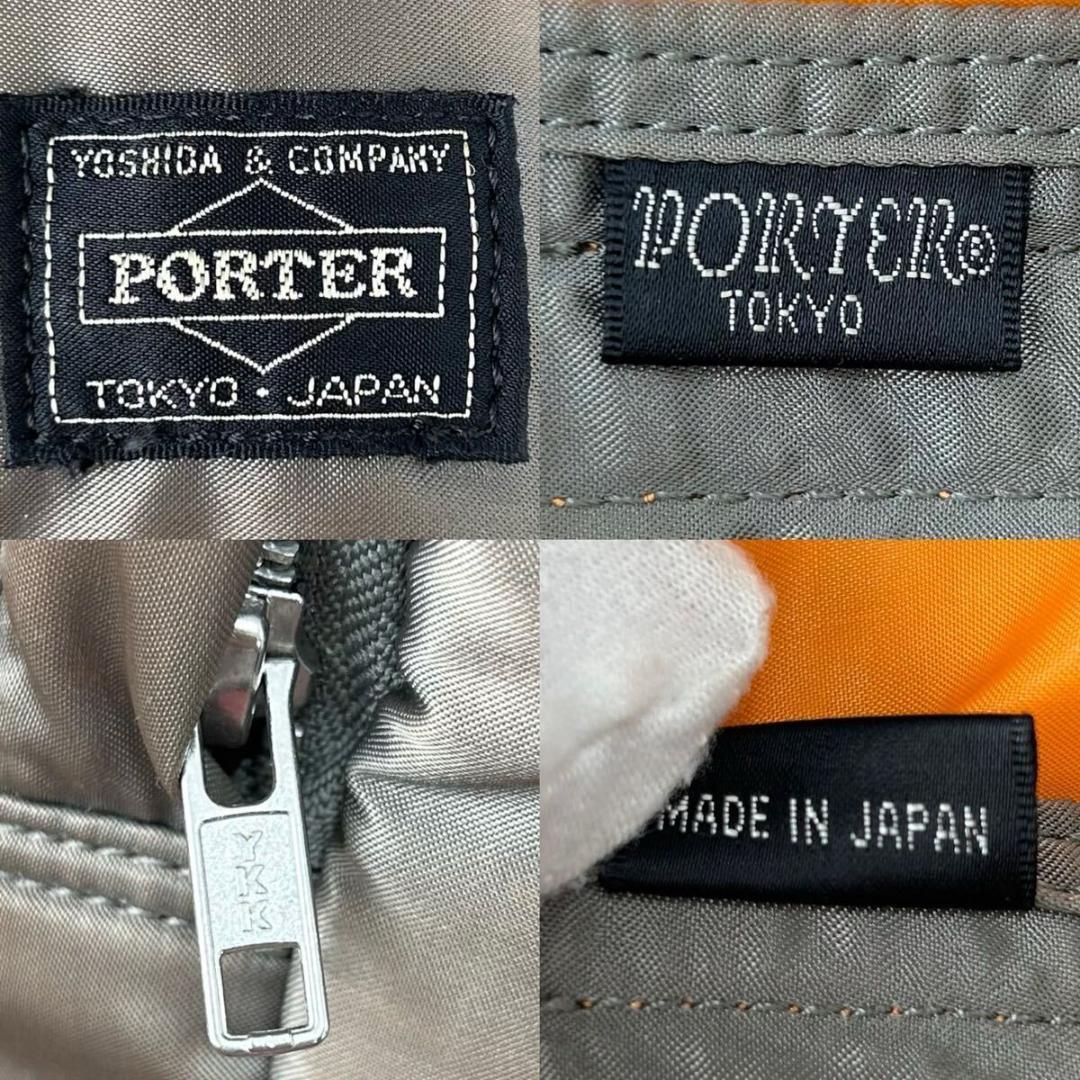 YOSHIDA & COMPANY
PORTER
TOKYO · JAPAN
PORTER®
TOKYO
YKK
MADE IN JAPAN